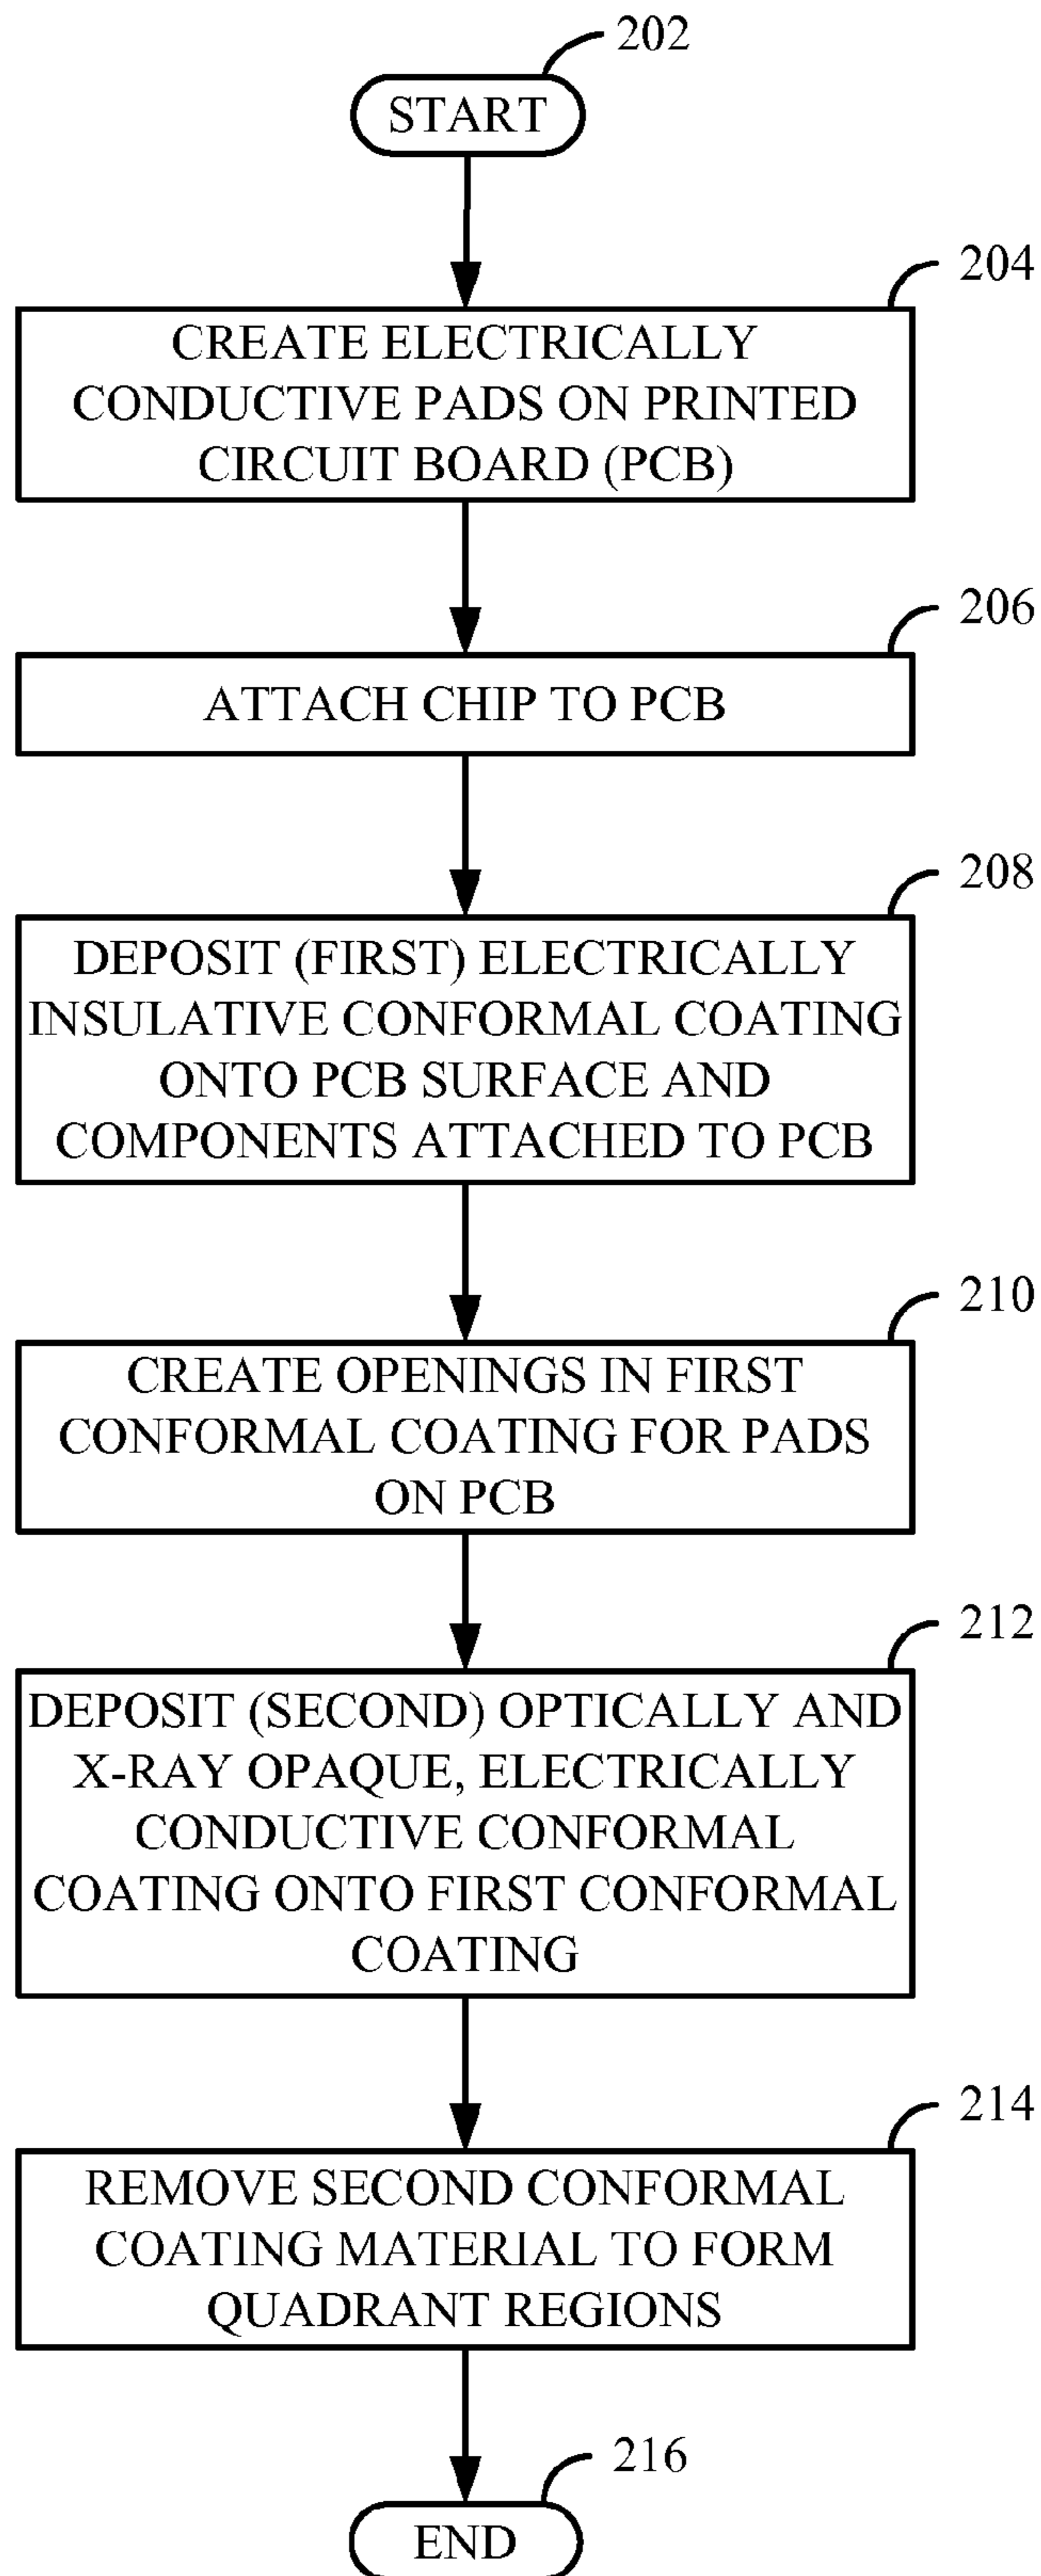 202
START
204
CREATE ELECTRICALLY
CONDUCTIVE PADS ON PRINTED
CIRCUIT BOARD (PCB)
206
ATTACH CHIP TO PCB
208
DEPOSIT (FIRST) ELECTRICALLY
INSULATIVE CONFORMAL COATING
ONTO PCB SURFACE AND
COMPONENTS ATTACHED TO PCB
210
CREATE OPENINGS IN FIRST
CONFORMAL COATING FOR PADS
ON PCB
212
DEPOSIT (SECOND) OPTICALLY AND
X-RAY OPAQUE, ELECTRICALLY
CONDUCTIVE CONFORMAL
COATING ONTO FIRST CONFORMAL
COATING
214
REMOVE SECOND CONFORMAL
COATING MATERIAL TO FORM
QUADRANT REGIONS
216
END